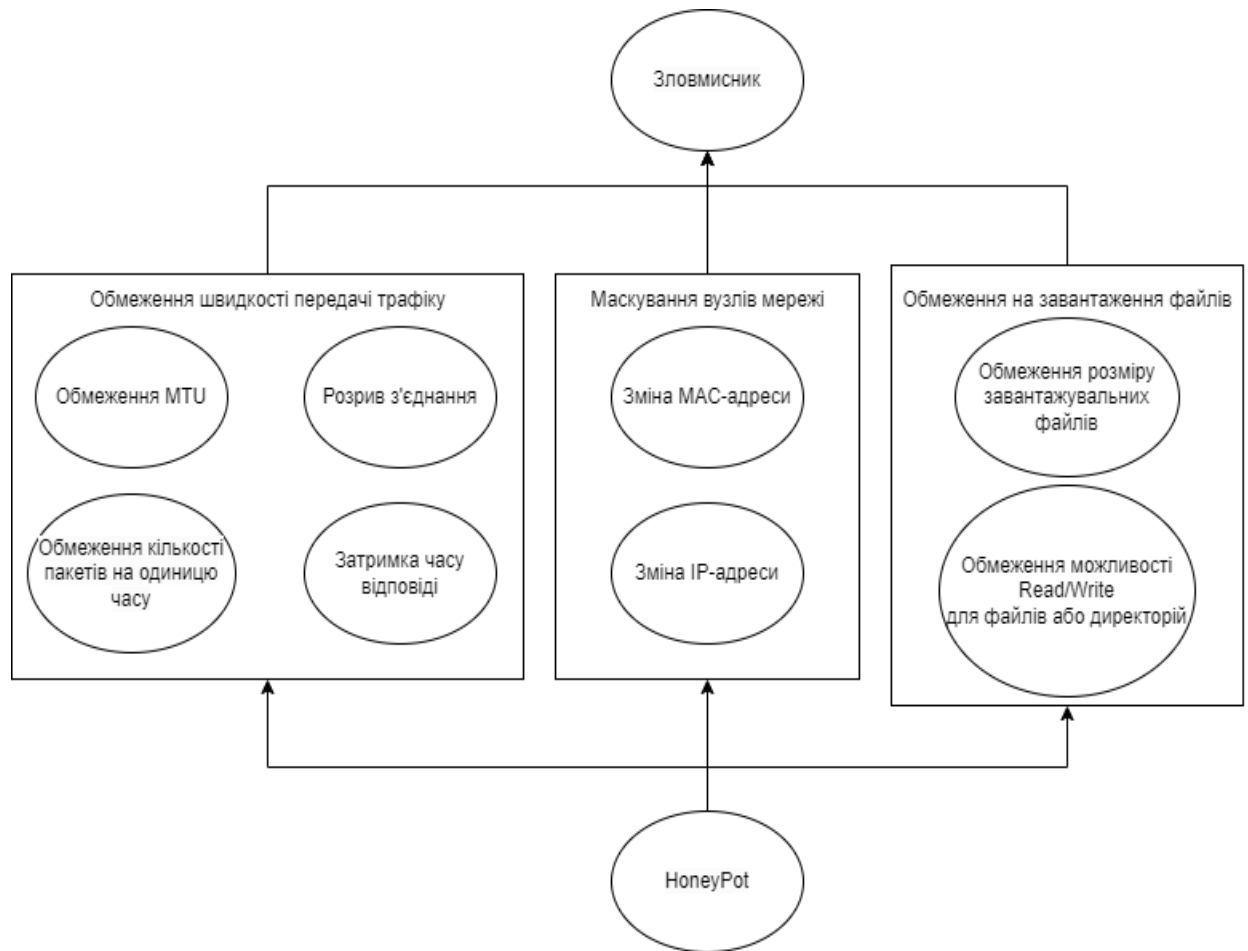 Зловмисник
Обмеження швидкості передачі трафіку
Обмеження MTU
Розрив з'єднання
Обмеження кількості
пакетів на одиницю
часу
Затримка часу
відповіді
Маскування вузлів мережі
Зміна MAC-адреси
Зміна IP-адреси
Обмеження на завантаження файлів
Обмеження розміру
завантажувальних
файлів
Обмеження можливості
Read/Write
для файлів або директорій
HoneyPot